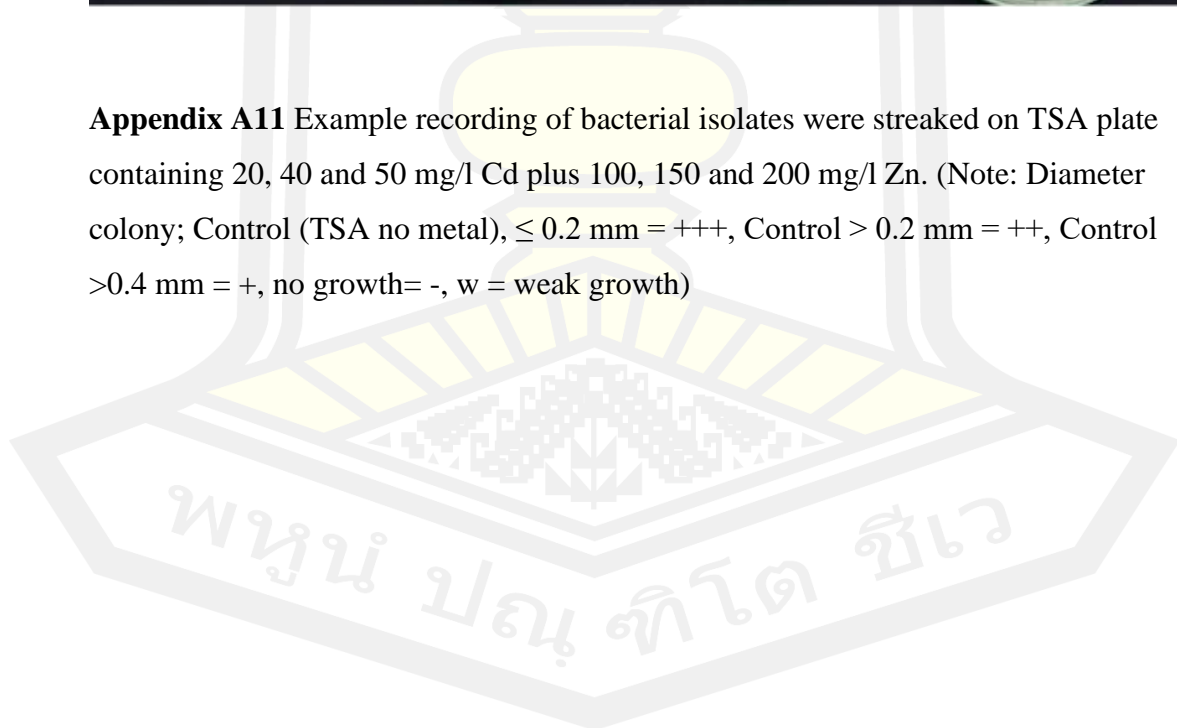 Appendix A11 Example recording of bacterial isolates were streaked on TSA plate
containing 20, 40 and 50 mg/l Cd plus 100, 150 and 200 mg/l Zn. (Note: Diameter
colony; Control (TSA no metal), ≤ 0.2 mm = +++, Control > 0.2 mm = ++, Control
>0.4 mm = +, no growth= -, w = weak growth)
พหูนํ ปณฺฑิโต ชีเว